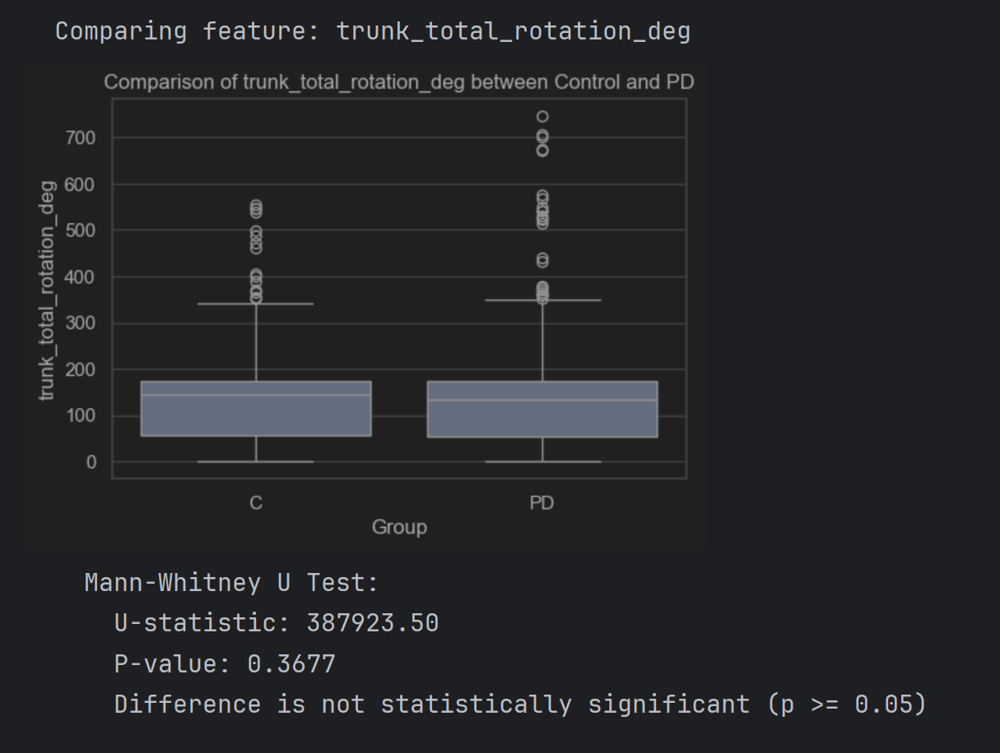 Comparing feature: trunk_total_rotation_deg
Comparison of trunk_total_rotation_deg between Control and PD
trunk_total_rotation_deg
700
600
500
400
300
200
100
0
C
PD
Group
Mann-Whitney U Test:
U-statistic: 387923.50
P-value: 0.3677
Difference is not statistically significant (p >= 0.05)